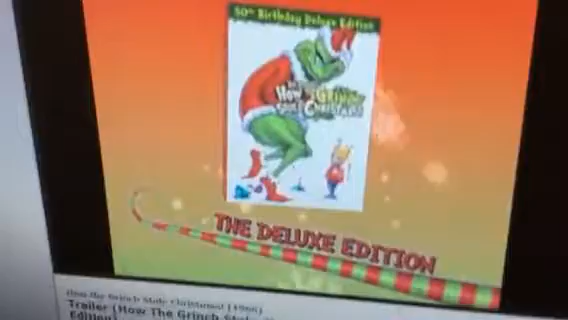 50th Birthday Deluxe Edition
How the Grinch
Stole Christmas!
THE DELUXE EDITION
How the Grinch Stole Christmas! (1966)
Trailer (How The Grinch Stole
Edition)